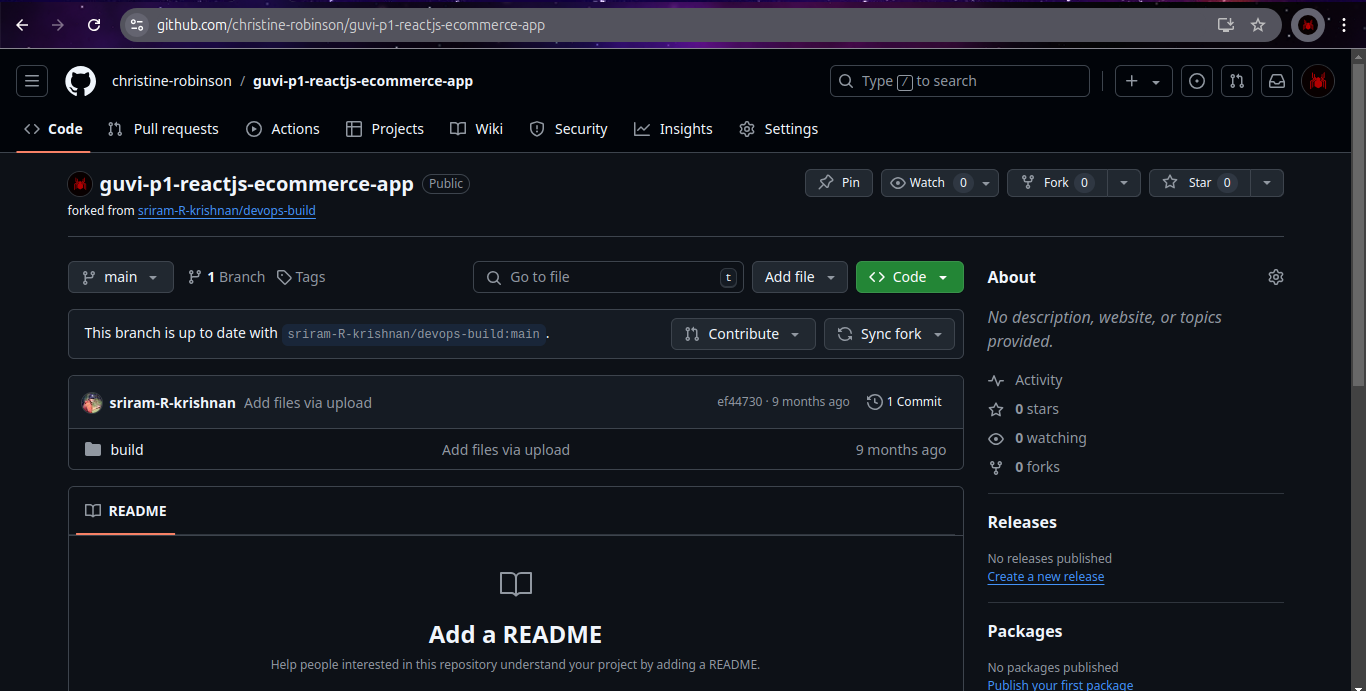 github.com/christine-robinson/guvi-p1-reactjs-ecommerce-app
christine-robinson / guvi-p1-reactjs-ecommerce-app
Type / to search
Code Pull requests Actions Projects Wiki Security Insights Settings
guvi-p1-reactjs-ecommerce-app Public
Pin Watch 0 Fork 0 Star 0
forked from sriram-R-krishnan/devops-build
main 1 Branch Tags
Go to file t Add file <> Code
This branch is up to date with sriram-R-krishnan/devops-build:main .
Contribute Sync fork
sriram-R-krishnan Add files via upload ef44730 · 9 months ago 1 Commit
build Add files via upload 9 months ago
README
Add a README
Help people interested in this repository understand your project by adding a README.
About
No description, website, or topics
provided.
Activity
0 stars
0 watching
0 forks
Releases
No releases published
Create a new release
Packages
No packages published
Publish your first package